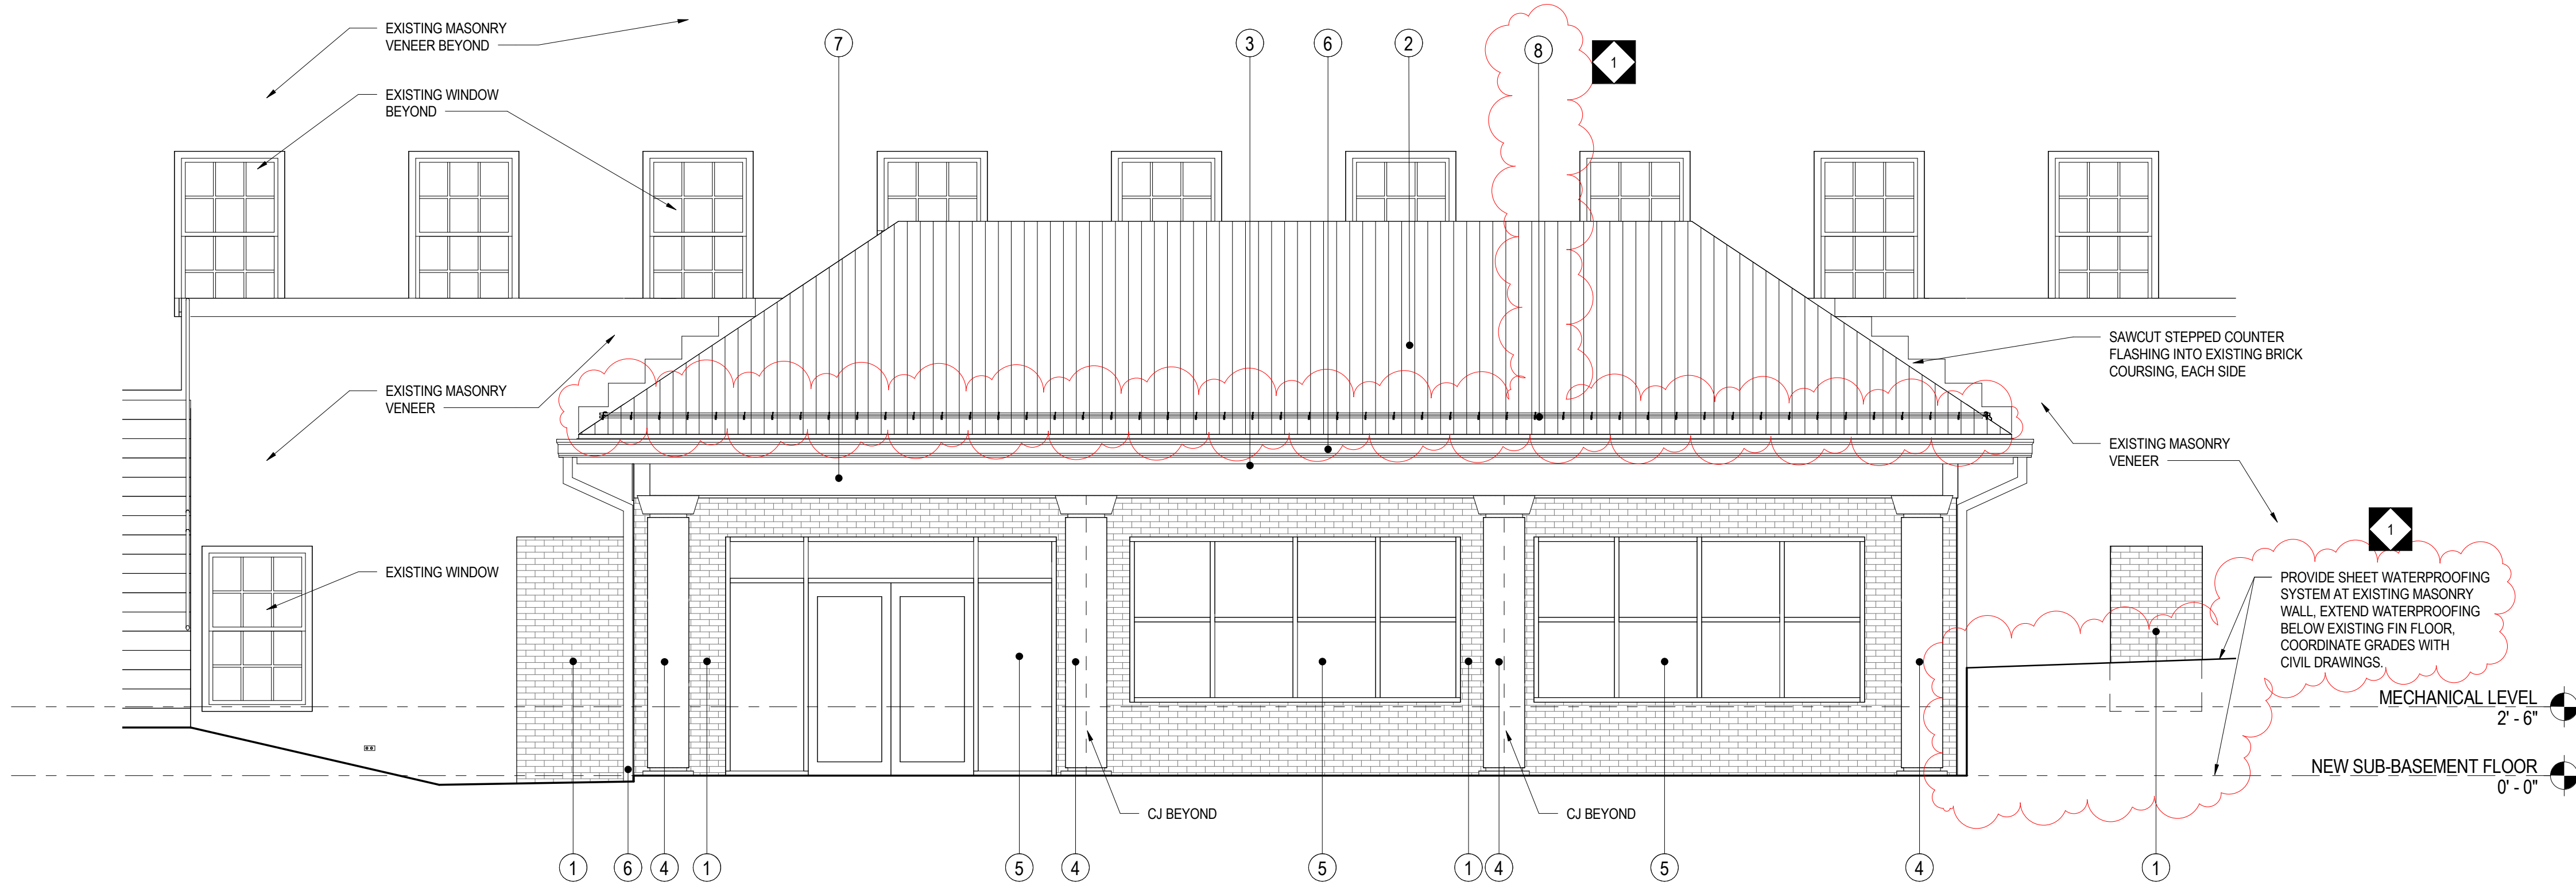 EXISTING MASONRY
VENEER BEYOND
7
3
6
2
8
1
EXISTING WINDOW
BEYOND
SAWCUT STEPPED COUNTER
FLASHING INTO EXISTING BRICK
COURSING, EACH SIDE
EXISTING MASONRY
VENEER
EXISTING MASONRY
VENEER
1
EXISTING WINDOW
PROVIDE SHEET WATERPROOFING
SYSTEM AT EXISTING MASONRY
WALL, EXTEND WATERPROOFING
BELOW EXISTING FIN FLOOR,
COORDINATE GRADES WITH
CIVIL DRAWINGS.
MECHANICAL LEVEL
2' - 6"
NEW SUB-BASEMENT FLOOR
0' - 0"
CJ BEYOND
CJ BEYOND
1
6
4
1
5
4
5
1
4
5
4
1